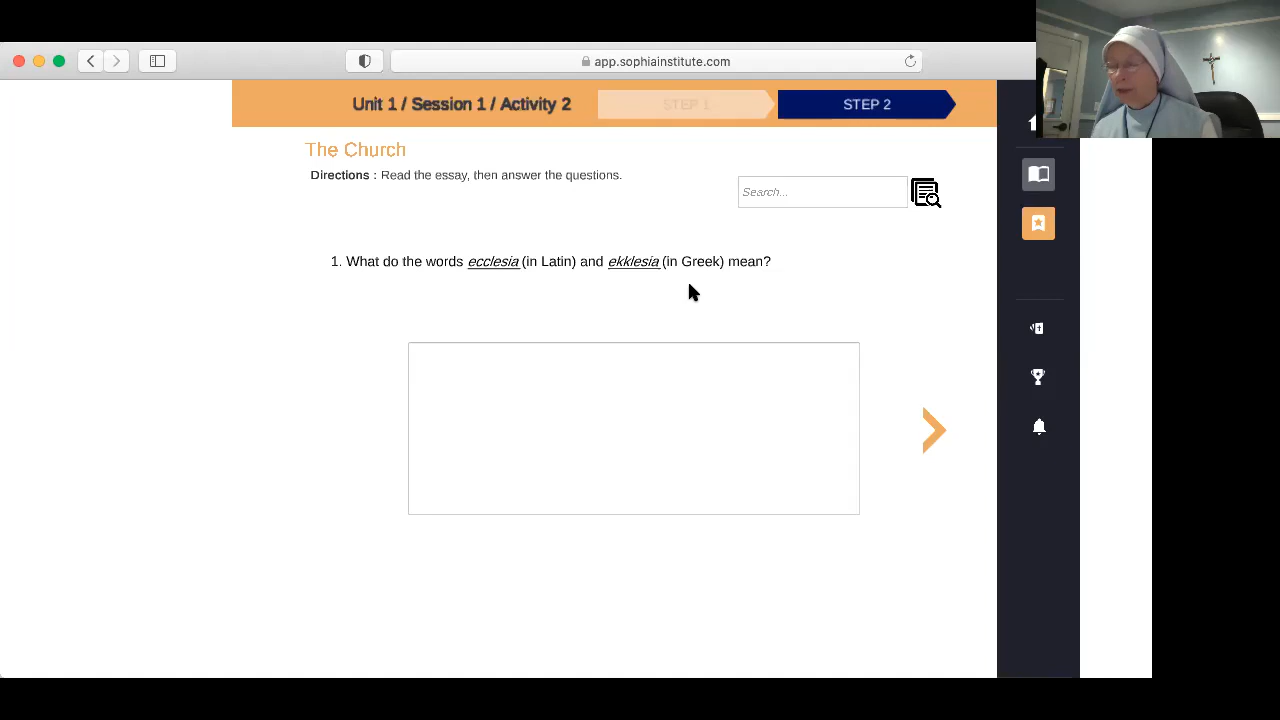 app.sophiainstitute.com
Unit 1 / Session 1 / Activity 2
STEP 1
STEP 2
The Church
Directions : Read the essay, then answer the questions.
Search...
1. What do the words ecclesia (in Latin) and ekklesia (in Greek) mean?